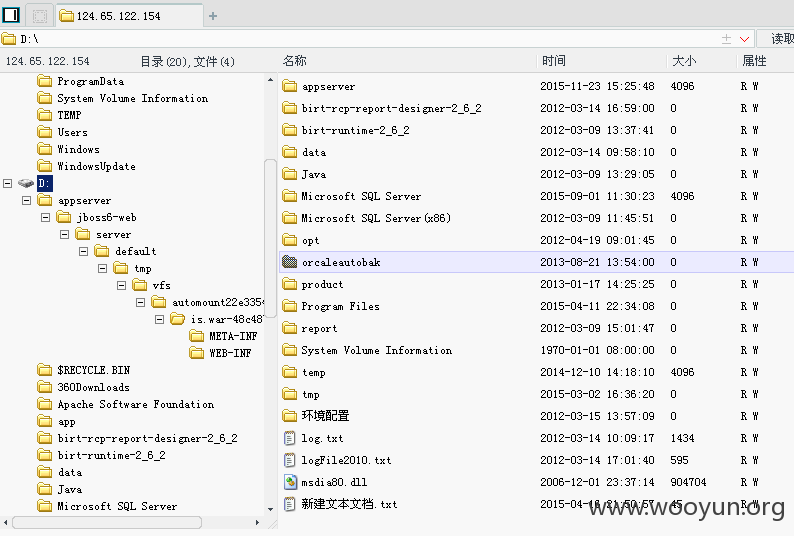 124.65.122.154
D:\
读取
124.65.122.154 目录(20),文件(4) 名称 时间 大小 属性
ProgramData
System Volume Information
TEMP
Users
Windows
WindowsUpdate
D:
appserver
jboss6-web
server
default
tmp
vfs
automount22e3354
is.war-48c487
META-INF
WEB-INF
$RECYCLE.BIN
360Downloads
Apache Software Foundation
app
birt-rcp-report-designer-2_6_2
birt-runtime-2_6_2
data
Java
Microsoft SQL Server
appserver 2015-11-23 15:25:48 4096 R W
birt-rcp-report-designer-2_6_2 2012-03-14 16:59:00 0 R W
birt-runtime-2_6_2 2012-03-09 13:37:41 0 R W
data 2012-03-14 09:58:10 0 R W
Java 2012-03-09 13:29:05 0 R W
Microsoft SQL Server 2015-09-01 11:30:23 4096 R W
Microsoft SQL Server(x86) 2012-03-09 11:45:51 0 R W
opt 2012-04-19 09:01:45 0 R W
orcaleautobak 2013-08-21 13:54:00 0 R W
product 2013-01-17 14:25:25 0 R W
Program Files 2015-04-11 22:34:08 0 R W
report 2012-03-09 15:01:47 0 R W
System Volume Information 1970-01-01 08:00:00 0 R W
temp 2014-12-10 14:18:10 4096 R W
tmp 2015-03-02 16:36:20 0 R W
环境配置 2012-03-15 13:57:09 0 R W
log.txt 2012-03-14 10:09:17 1434 R W
logFile2010.txt 2012-03-14 17:01:40 595 R W
msdia80.dll 2006-12-01 23:37:14 904704 R W
新建文本文档.txt 2015-04-16 21:50:57 45 R W
www.wooyun.org